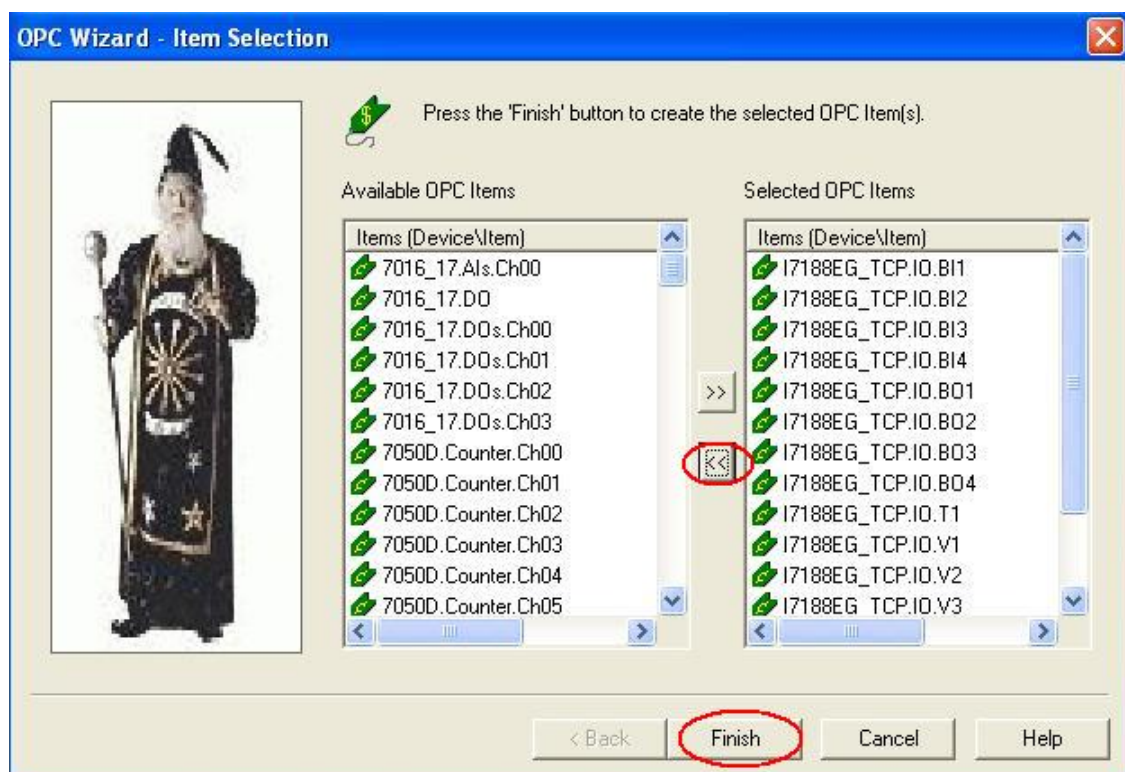 OPC Wizard - Item Selection
Press the 'Finish' button to create the selected OPC Item(s).
Available OPC Items
Items (Device\Item)
7016_17.AIs.Ch00
7016_17.DO
7016_17.DOs.Ch00
7016_17.DOs.Ch01
7016_17.DOs.Ch02
7016_17.DOs.Ch03
7050D.Counter.Ch00
7050D.Counter.Ch01
7050D.Counter.Ch02
7050D.Counter.Ch03
7050D.Counter.Ch04
7050D.Counter.Ch05
>>
<<
Selected OPC Items
Items (Device\Item)
I7188EG_TCP.IO.BI1
I7188EG_TCP.IO.BI2
I7188EG_TCP.IO.BI3
I7188EG_TCP.IO.BI4
I7188EG_TCP.IO.BO1
I7188EG_TCP.IO.BO2
I7188EG_TCP.IO.BO3
I7188EG_TCP.IO.BO4
I7188EG_TCP.IO.T1
I7188EG_TCP.IO.V1
I7188EG_TCP.IO.V2
I7188EG_TCP.IO.V3
< Back Finish Cancel Help